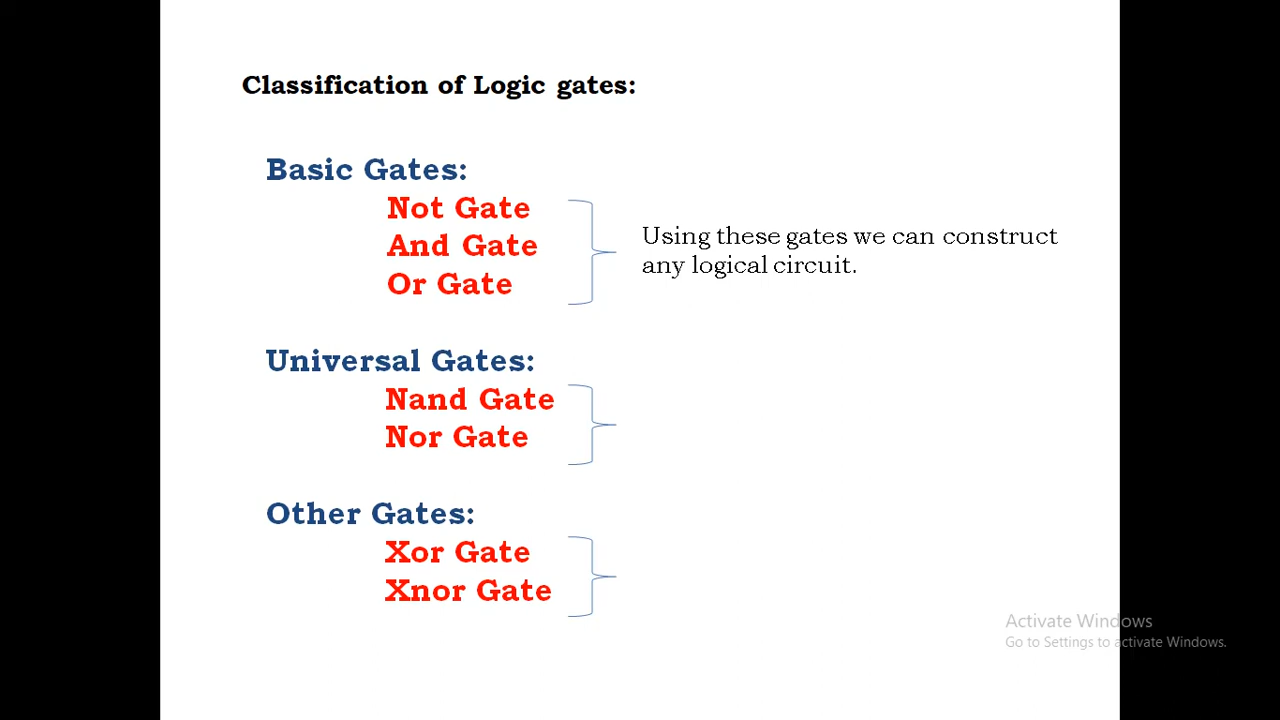 Classification of Logic gates:
Basic Gates:
Not Gate
And Gate
Or Gate
Using these gates we can construct
any logical circuit.
Universal Gates:
Nand Gate
Nor Gate
Other Gates:
Xor Gate
Xnor Gate
Activate Windows
Go to Settings to activate Windows.